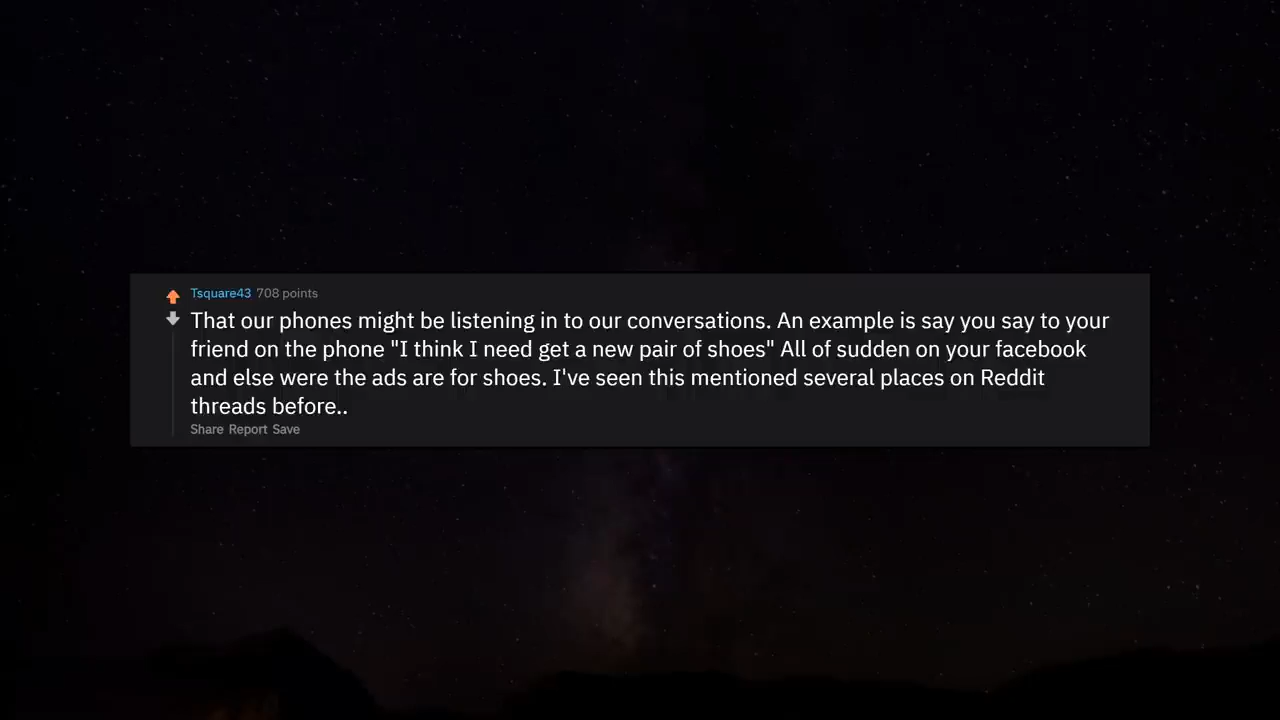 Tsquare43 708 points
That our phones might be listening in to our conversations. An example is say you say to your
friend on the phone "I think I need get a new pair of shoes" All of sudden on your facebook
and else were the ads are for shoes. I've seen this mentioned several places on Reddit
threads before..
Share Report Save